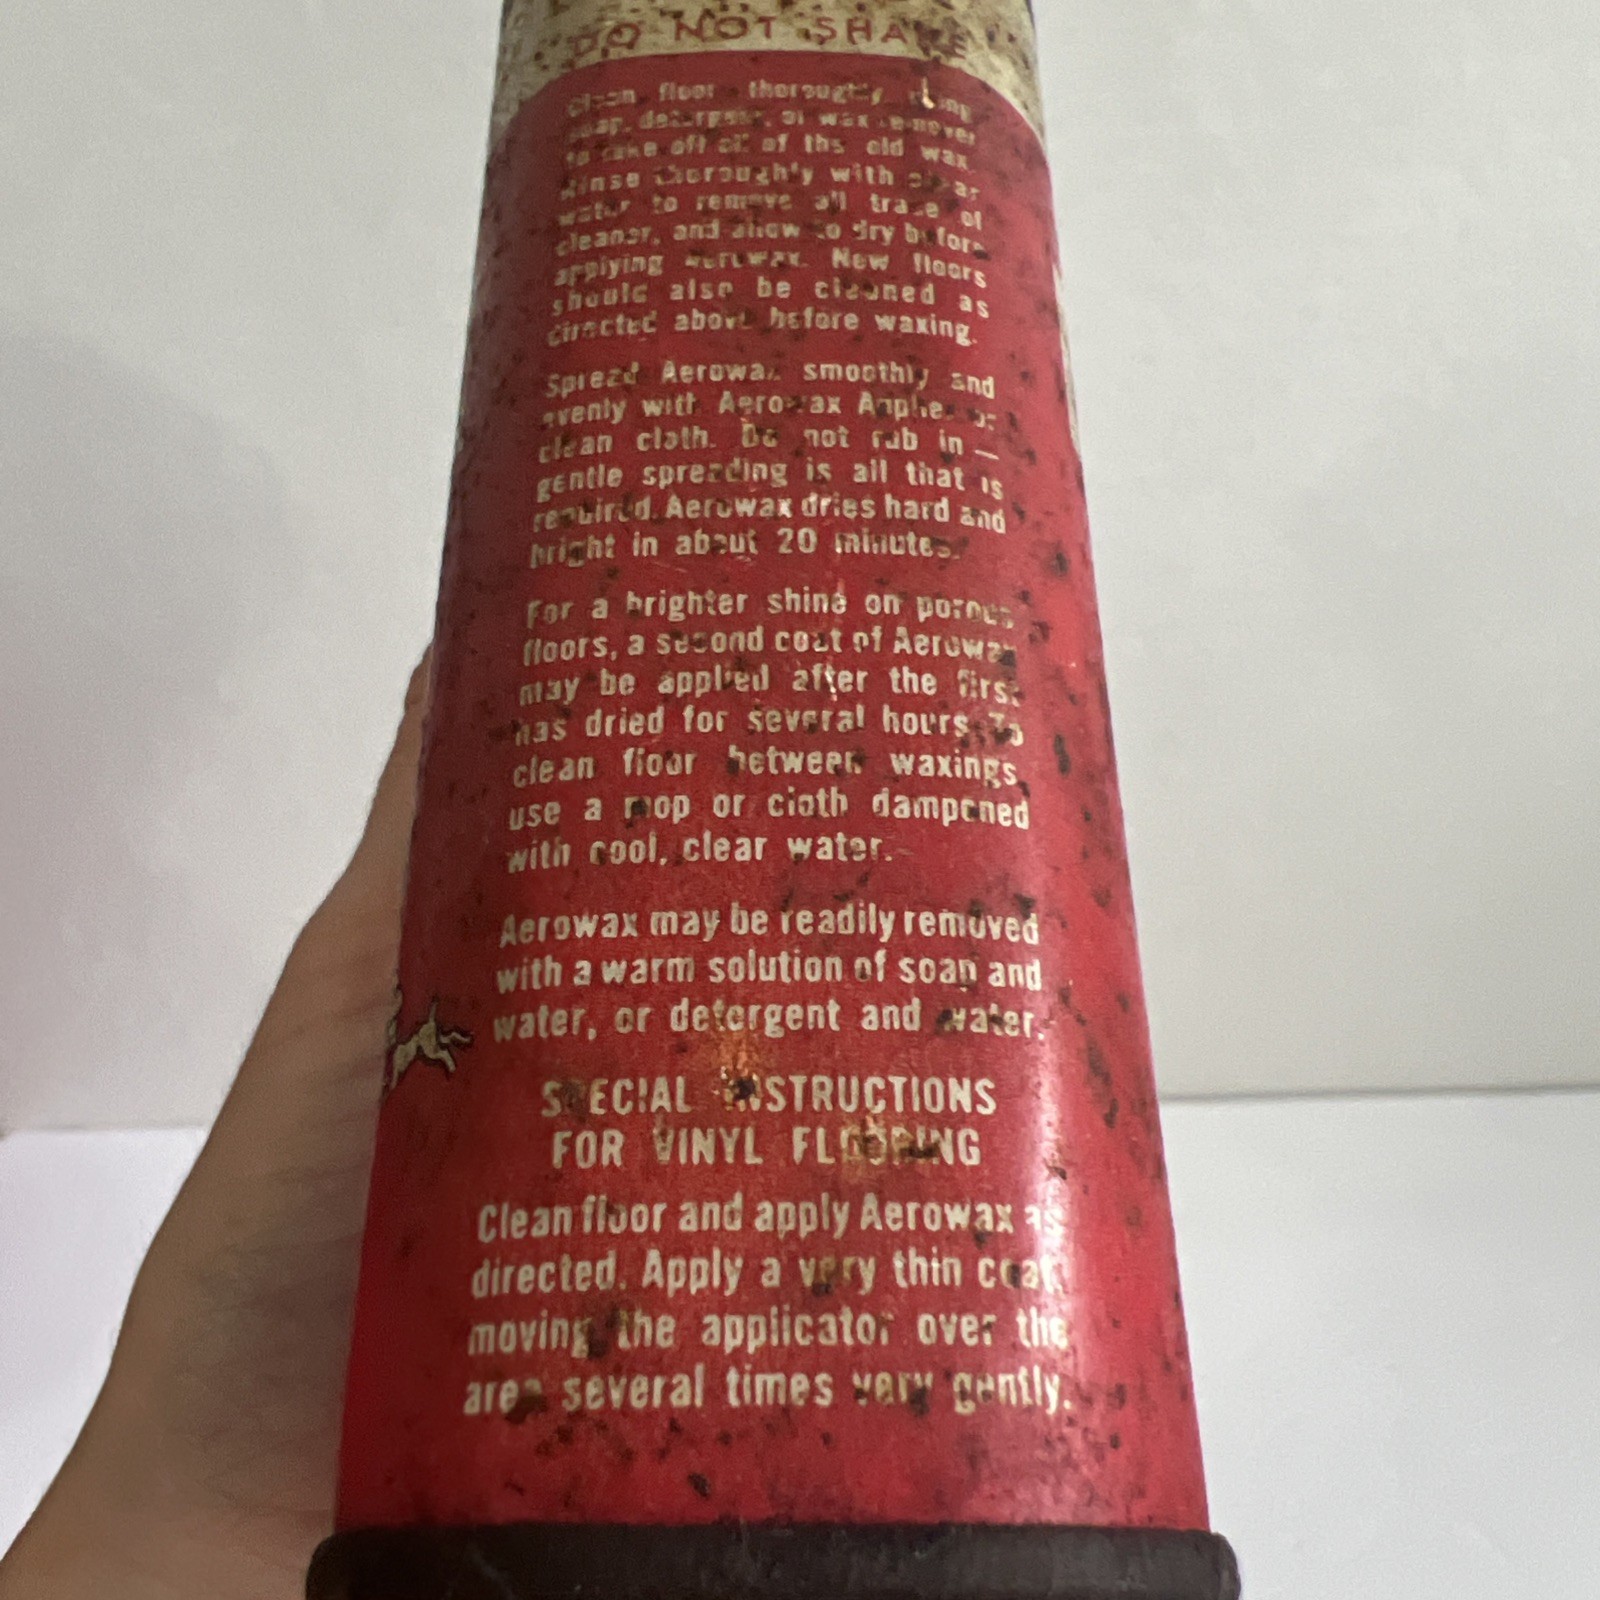 DO NOT SHAKE
Clean floor thoroughly using
soap, detergent, or wax remover
to take off all of the old wax.
Rinse thoroughly with clear
water to remove all trace of
cleaner, and allow to dry before
applying Aerowax. New floors
should also be cleaned as
directed above before waxing.
Spread Aerowax smoothly and
evenly with Aerowax Applier or
clean cloth. Do not rub in —
gentle spreading is all that is
required. Aerowax dries hard and
bright in about 20 minutes.
For a brighter shine on porous
floors, a second coat of Aerowax
may be applied after the first
has dried for several hours. To
clean floor between waxings,
use a mop or cloth dampened
with cool, clear water.
Aerowax may be readily removed
with a warm solution of soap and
water, or detergent and water.
SPECIAL INSTRUCTIONS
FOR VINYL FLOORING
Clean floor and apply Aerowax as
directed. Apply a very thin coat,
moving the applicator over the
area several times very gently.